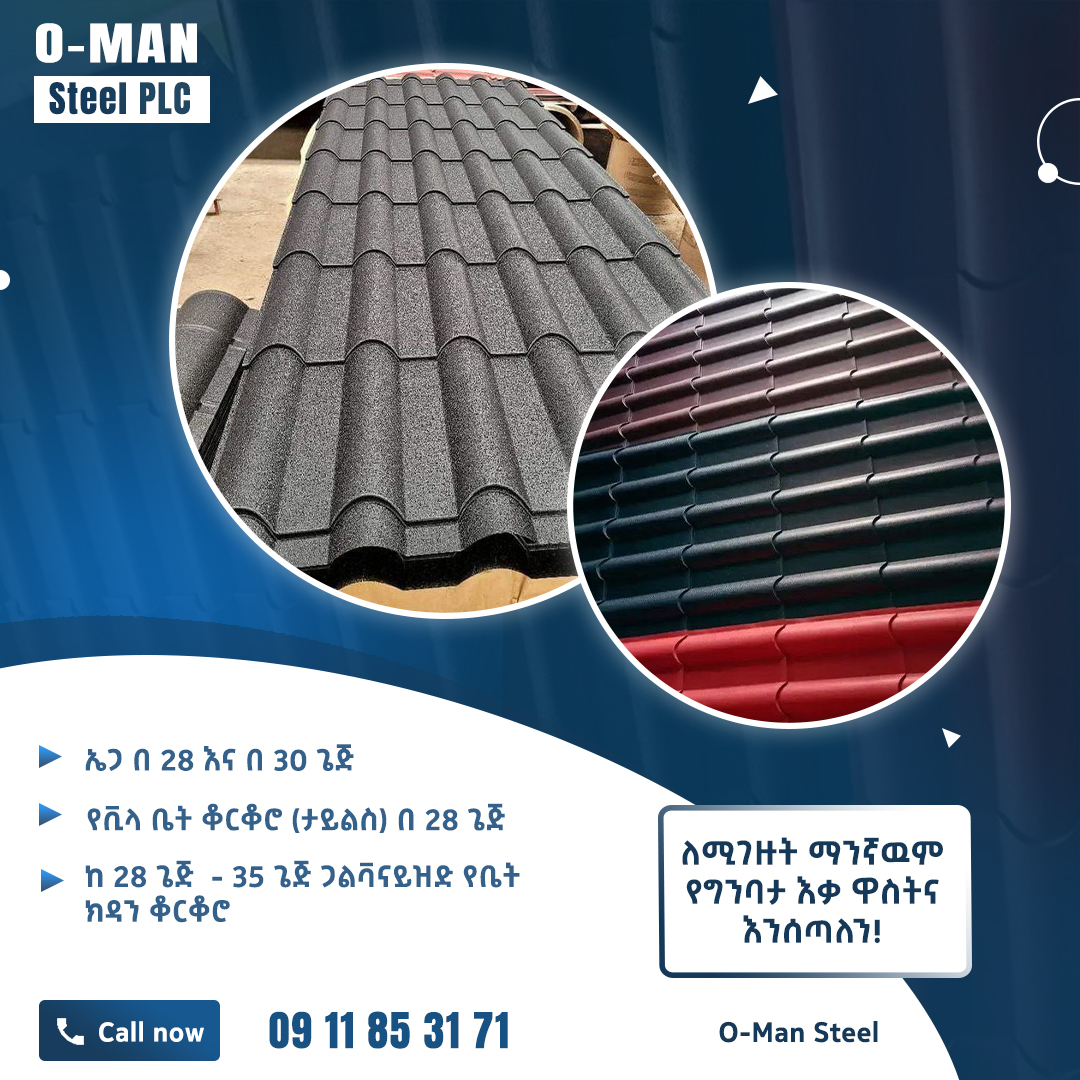 O-MAN
Steel PLC
ኤጋ በ 28 እና በ 30 ጌጅ
የቪላ ቤት ቆርቆሮ (ታይልስ) በ 28 ጌጅ
ከ 28 ጌጅ - 35 ጌጅ ጋልቫናይዝድ የቤት
ክዳን ቆርቆሮ
ለሚገዙት ማንኛዉም
የግንባታ እቃ ዋስትና
እንሰጣለን!
Call now
09 11 85 31 71
O-Man Steel